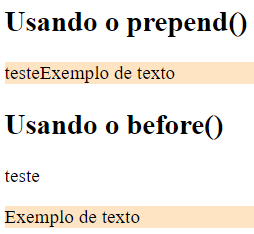 Usando o prepend()
testeExemplo de texto
Usando o before()
teste
Exemplo de texto